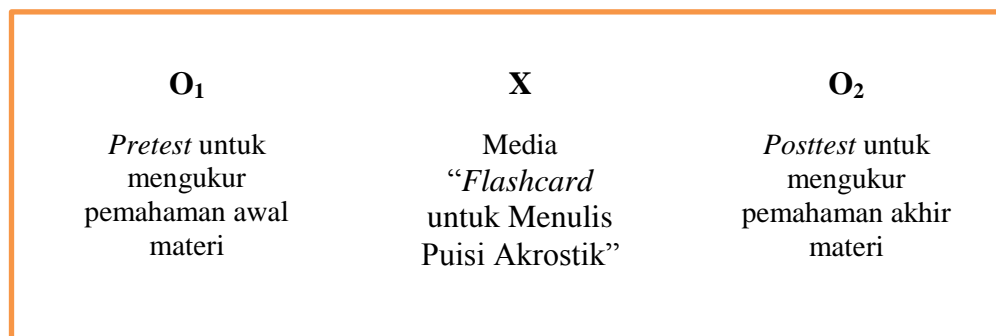 O₁
Pretest untuk
mengukur
pemahaman awal
materi
X
Media
“Flashcard
untuk Menulis
Puisi Akrostik”
O₂
Posttest untuk
mengukur
pemahaman akhir
materi